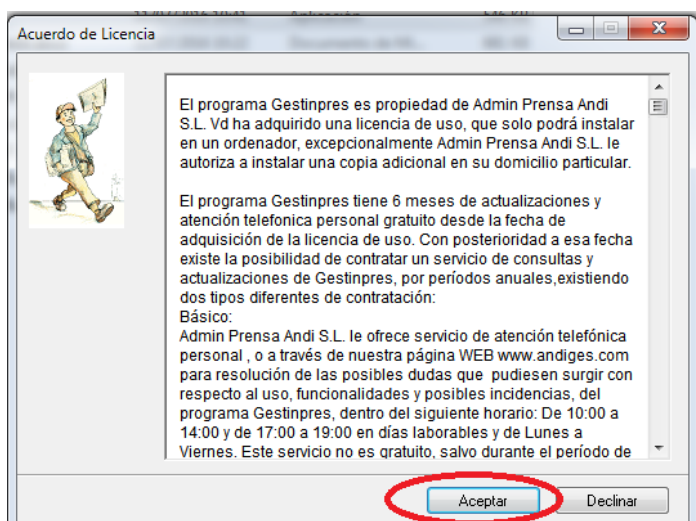 Acuerdo de Licencia
El programa Gestinpres es propiedad de Admin Prensa Andi
S.L. Vd ha adquirido una licencia de uso, que solo podrá instalar
en un ordenador, excepcionalmente Admin Prensa Andi S.L. le
autoriza a instalar una copia adicional en su domicilio particular.
El programa Gestinpres tiene 6 meses de actualizaciones y
atención telefonica personal gratuito desde la fecha de
adquisición de la licencia de uso. Con posterioridad a esa fecha
existe la posibilidad de contratar un servicio de consultas y
actualizaciones de Gestinpres, por períodos anuales,existiendo
dos tipos diferentes de contratación:
Básico:
Admin Prensa Andi S.L. le ofrece servicio de atención telefónica
personal , o a través de nuestra página WEB www.andiges.com
para resolución de las posibles dudas que pudiesen surgir con
respecto al uso, funcionalidades y posibles incidencias, del
programa Gestinpres, dentro del siguiente horario: De 10:00 a
14:00 y de 17:00 a 19:00 en días laborables y de Lunes a
Viernes. Este servicio no es gratuito, salvo durante el período de
Aceptar
Declinar